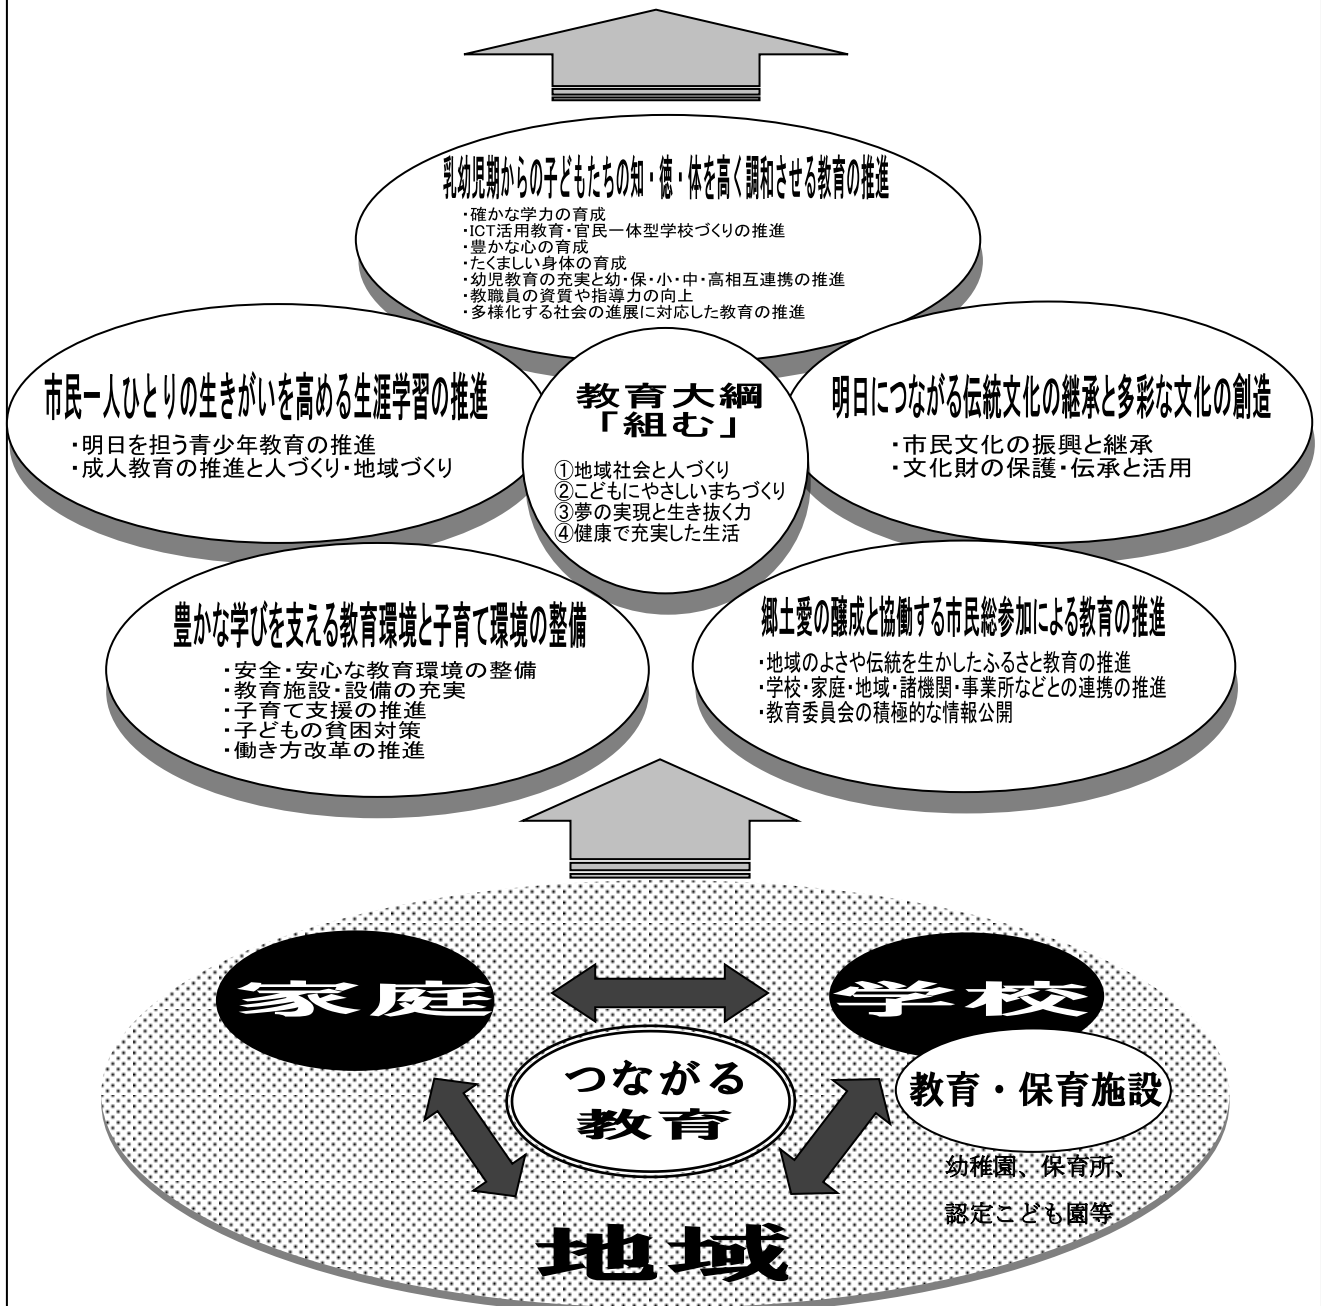 乳幼児期からの子どもたちの知・徳・体を高く調和させる教育の推進
・確かな学力の育成
・ICT活用教育・官民一体型学校づくりの推進
・豊かな心の育成
・たくましい身体の育成
・幼児教育の充実と幼・保・小・中・高相互連携の推進
・教職員の資質や指導力の向上
・多様化する社会の進展に対応した教育の推進
市民一人ひとりの生きがいを高める生涯学習の推進
・明日を担う青少年教育の推進
・成人教育の推進と人づくり・地域づくり
教育大綱
「組む」
①地域社会と人づくり
②こどもにやさしいまちづくり
③夢の実現と生き抜く力
④健康で充実した生活
明日につながる伝統文化の継承と多彩な文化の創造
・市民文化の振興と継承
・文化財の保護・伝承と活用
豊かな学びを支える教育環境と子育て環境の整備
・安全・安心な教育環境の整備
・教育施設・設備の充実
・子育て支援の推進
・子どもの貧困対策
・働き方改革の推進
郷土愛の醸成と協働する市民総参加による教育の推進
・地域のよさや伝統を生かしたふるさと教育の推進
・学校・家庭・地域・諸機関・事業所などとの連携の推進
・教育委員会の積極的な情報公開
家庭
学校
つながる
教育
教育・保育施設
幼稚園、保育所、
認定こども園等
地域